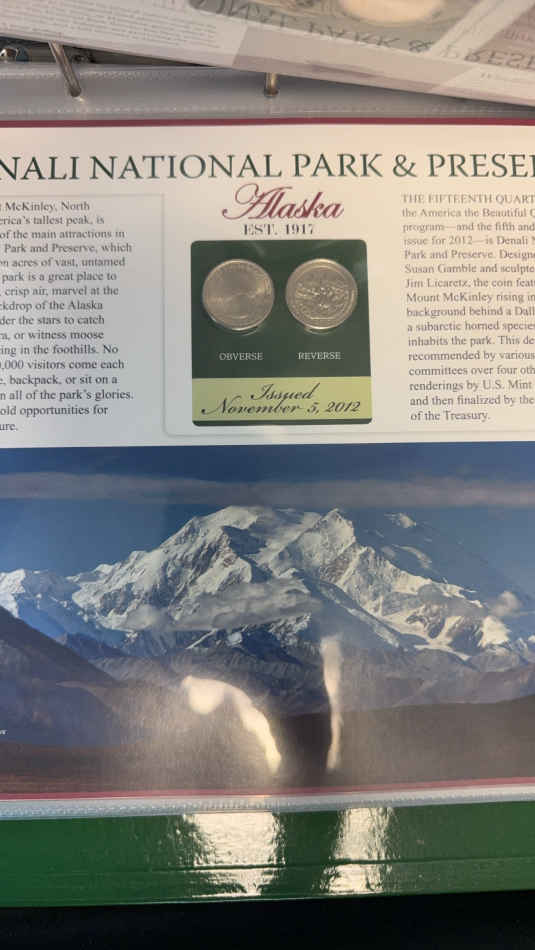 NALI NATIONAL PARK & PRESE
Alaska
EST. 1917
McKinley, North
erica's tallest peak, is
of the main attractions in
Park and Preserve, which
on acres of vast, untamed
park is a great place to
, crisp air, marvel at the
ckdrop of the Alaska
der the stars to catch
ra, or witness moose
ing in the foothills. No
0,000 visitors come each
e, backpack, or sit on a
n all of the park's glories.
old opportunities for
ure.
OBVERSE
REVERSE
Issued
November 5, 2012
THE FIFTEENTH QUART
the America the Beautiful Q
program—and the fifth and
issue for 2012—is Denali N
Park and Preserve. Designe
Susan Gamble and sculpte
Jim Licaretz, the coin feat
Mount McKinley rising in
background behind a Dall
a subarctic horned species
inhabits the park. This de
recommended by various
committees over four oth
renderings by U.S. Mint
and then finalized by the
of the Treasury.